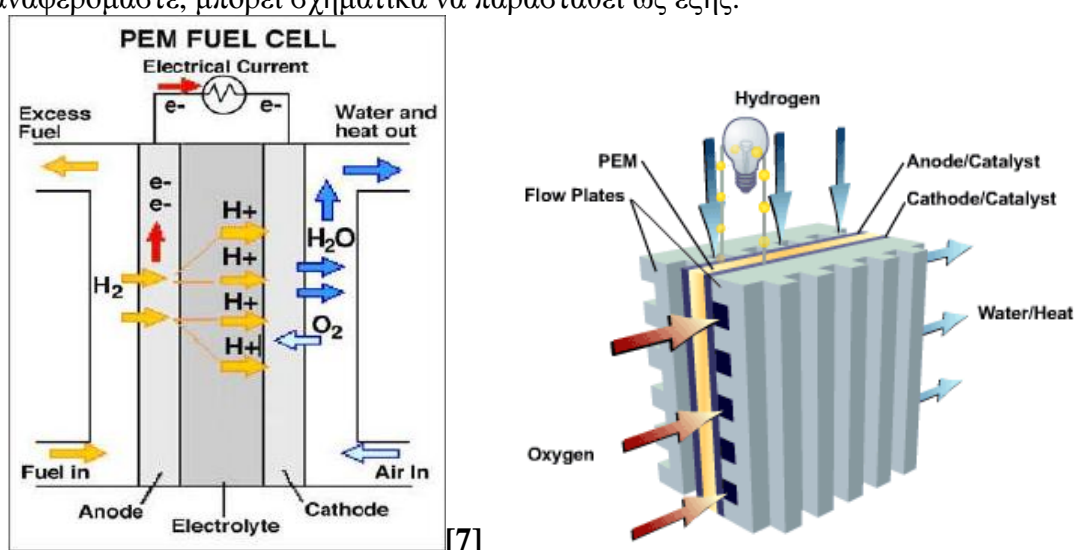 αναφερόμαστε, μπορεί σχηματικά να παρασταθεί ως εξής:
PEM FUEL CELL
Electrical Current
e- e-
Excess
Fuel
Water and
heat out
e-
e-
H+
H2O
H+
H2
H+
O2
H+
Fuel in
Air In
Anode
Cathode
Electrolyte
[7]
Hydrogen
PEM
Anode/Catalyst
Flow Plates
Cathode/Catalyst
Water/Heat
Oxygen